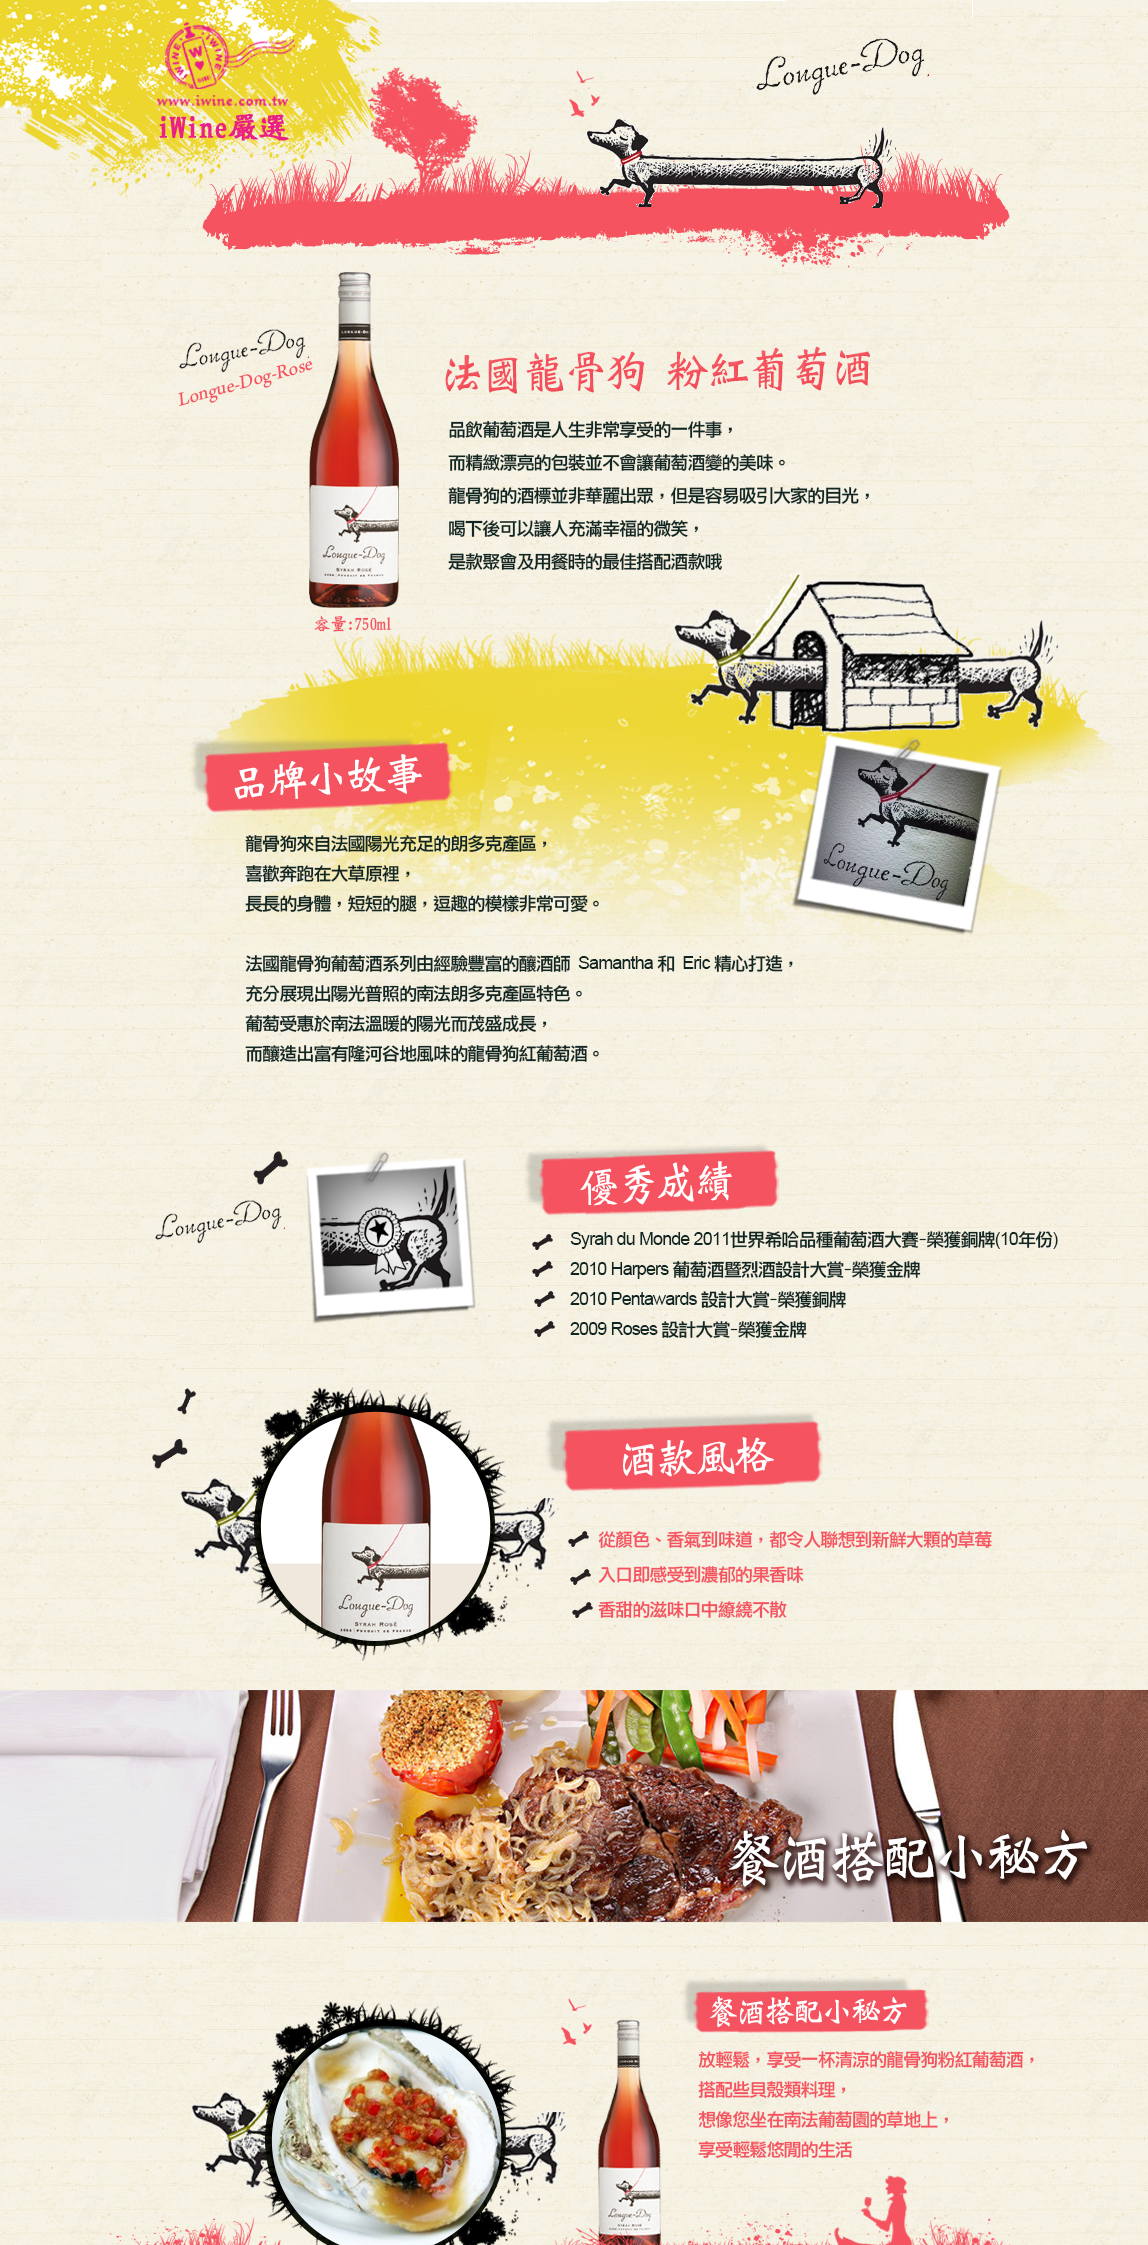 IWINE IWINE
W
www.iwine.com.tw
iWine嚴選
Longue-Dog
Longue-Dog
Longue-Dog-Rosé
LONGUE-DOG
Longue-Dog
SYRAH ROSÉ
PRODUIT DE FRANCE
容量:750ml
法國龍骨狗 粉紅葡萄酒
品飲葡萄酒是人生非常享受的一件事，
而精緻漂亮的包裝並不會讓葡萄酒變的美味。
龍骨狗的酒標並非華麗出眾，但是容易吸引大家的目光，
喝下後可以讓人充滿幸福的微笑，
是款聚會及用餐時的最佳搭配酒款哦
品牌小故事
Longue-Dog
龍骨狗來自法國陽光充足的朗多克產區，
喜歡奔跑在大草原裡，
長長的身體，短短的腿，逗趣的模樣非常可愛。
法國龍骨狗葡萄酒系列由經驗豐富的釀酒師 Samantha 和 Eric 精心打造，
充分展現出陽光普照的南法朗多克產區特色。
葡萄受惠於南法溫暖的陽光而茂盛成長，
而釀造出富有隆河谷地風味的龍骨狗紅葡萄酒。
Longue-Dog
優秀成績
Syrah du Monde 2011世界希哈品種葡萄酒大賽-榮獲銅牌(10年份)
2010 Harpers 葡萄酒暨烈酒設計大賞-榮獲金牌
2010 Pentawards 設計大賞-榮獲銅牌
2009 Roses 設計大賞-榮獲金牌
Longue-Dog
SYRAH ROSÉ
PRODUIT DE FRANCE
酒款風格
從顏色、香氣到味道，都令人聯想到新鮮大顆的草莓
入口即感受到濃郁的果香味
香甜的滋味口中繚繞不散
餐酒搭配小秘方
餐酒搭配小秘方
放輕鬆，享受一杯清涼的龍骨狗粉紅葡萄酒，
搭配些貝殼類料理，
想像您坐在南法葡萄園的草地上，
享受輕鬆悠閒的生活
Longue-Dog
SYRAH ROSÉ